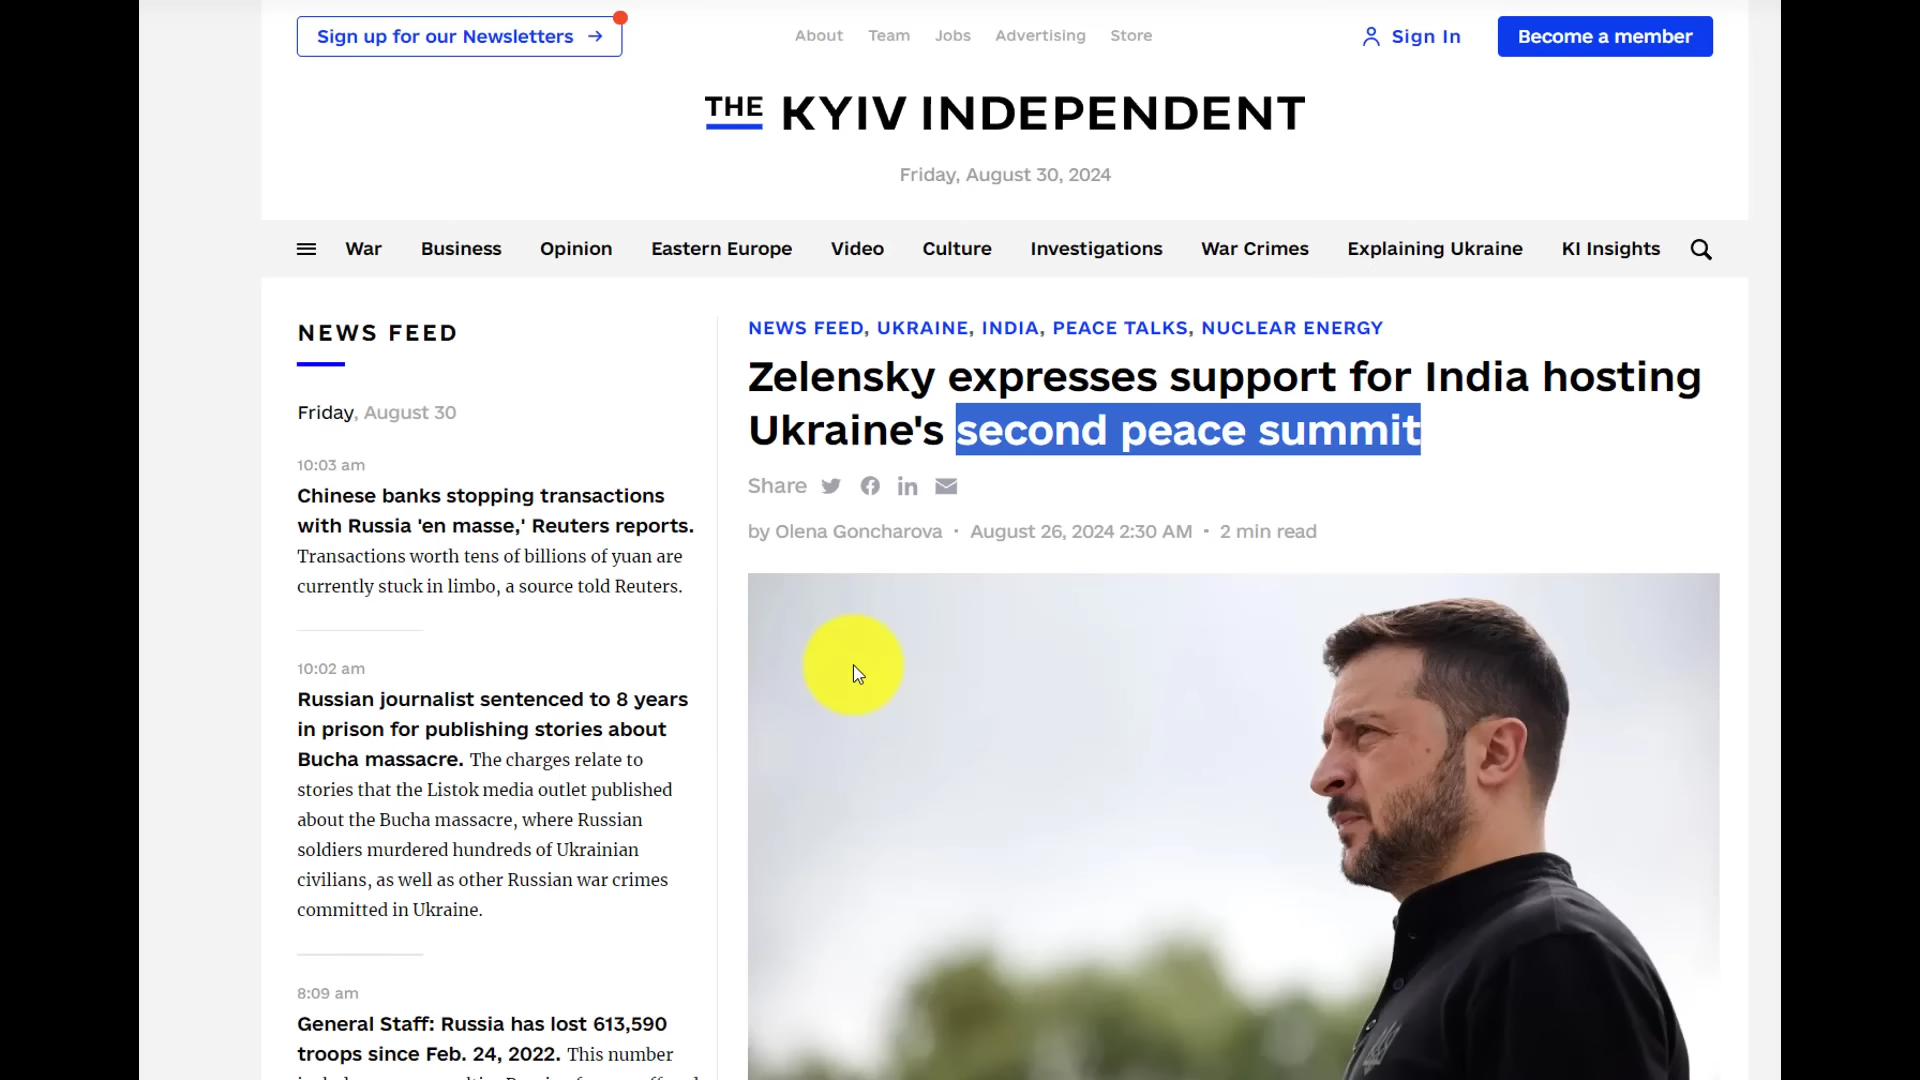 Sign up for our Newsletters →
About Team Jobs Advertising Store
Sign In
Become a member
THE KYIV INDEPENDENT
Friday, August 30, 2024
War Business Opinion Eastern Europe Video Culture Investigations War Crimes Explaining Ukraine KI Insights
NEWS FEED
Friday, August 30
10:03 am
Chinese banks stopping transactions
with Russia 'en masse,' Reuters reports.
Transactions worth tens of billions of yuan are
currently stuck in limbo, a source told Reuters.
10:02 am
Russian journalist sentenced to 8 years
in prison for publishing stories about
Bucha massacre. The charges relate to
stories that the Listok media outlet published
about the Bucha massacre, where Russian
soldiers murdered hundreds of Ukrainian
civilians, as well as other Russian war crimes
committed in Ukraine.
8:09 am
General Staff: Russia has lost 613,590
troops since Feb. 24, 2022. This number
NEWS FEED, UKRAINE, INDIA, PEACE TALKS, NUCLEAR ENERGY
Zelensky expresses support for India hosting
Ukraine's second peace summit
Share
by Olena Goncharova · August 26, 2024 2:30 AM · 2 min read